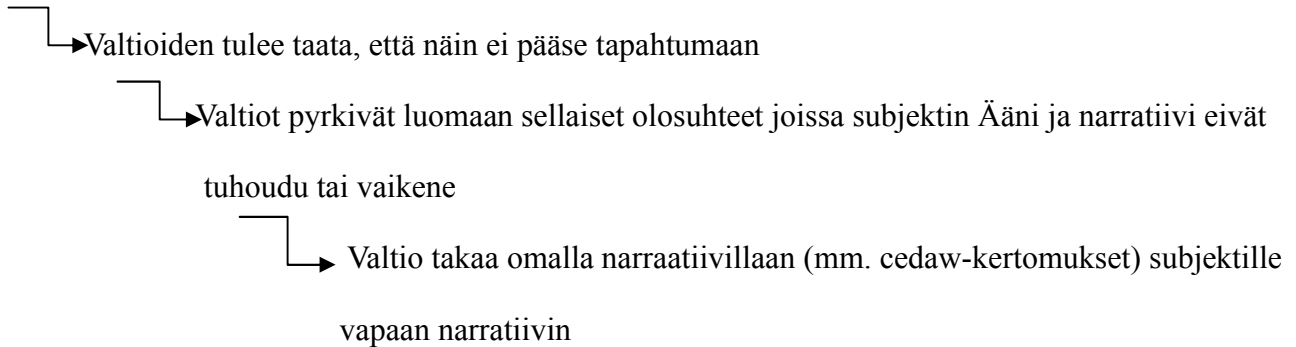 Valtioiden tulee taata, että näin ei pääse tapahtumaan
Valtiot pyrkivät luomaan sellaiset olosuhteet joissa subjektin Ääni ja narratiivi eivät
tuhoudu tai vaikene
Valtio takaa omalla narraatiivillaan (mm. cedaw-kertomukset) subjektille
vapaan narratiivin